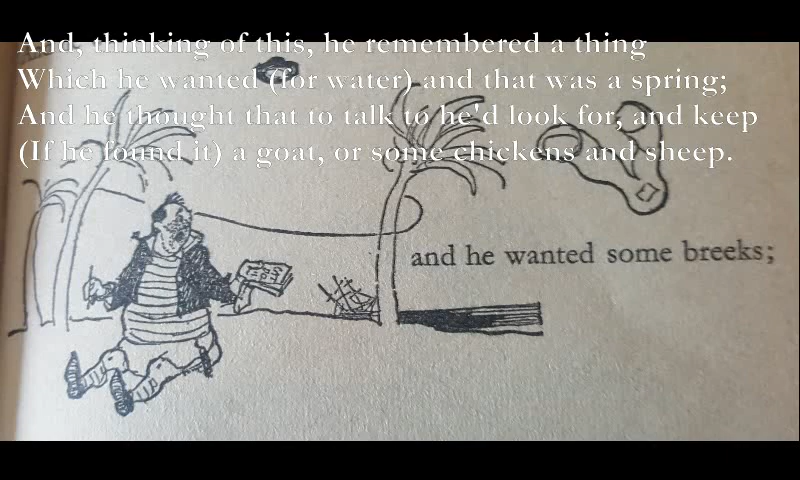 And, thinking of this, he remembered a thing
Which he wanted (for water) and that was a spring;
And he thought that to talk to he'd look for, and keep
(If he found it) a goat, or some chickens and sheep.
and he wanted some breeks;